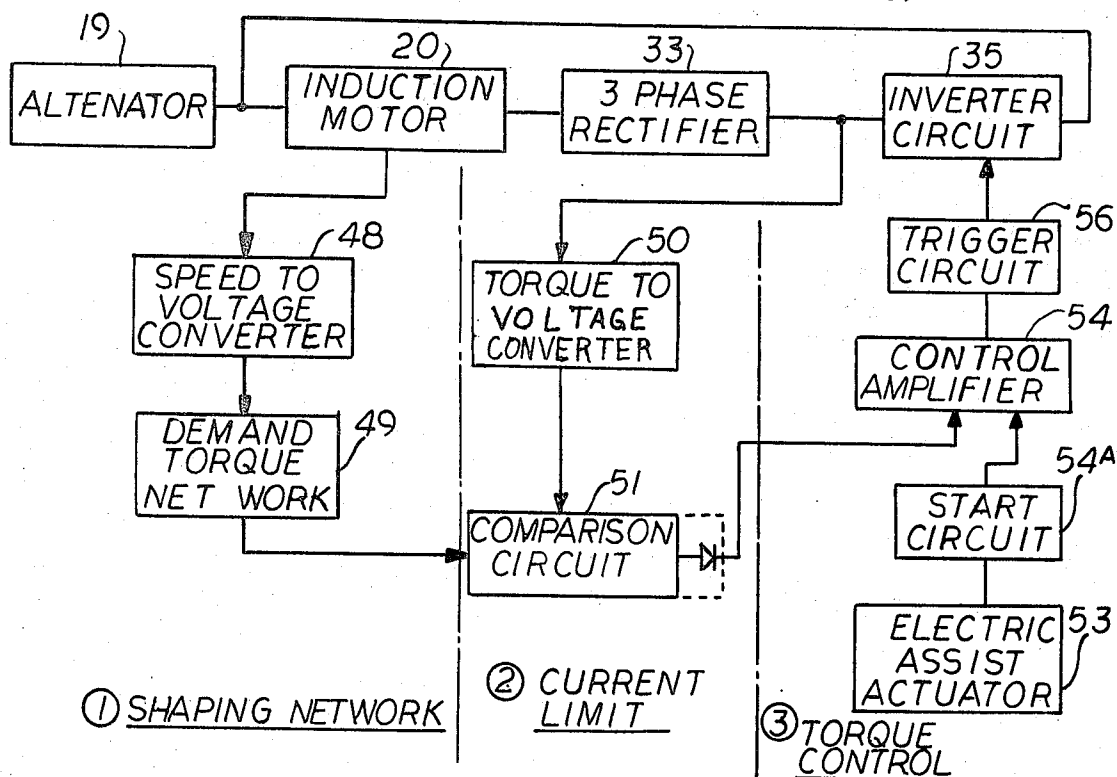 19
ALTENATOR
20
INDUCTION
MOTOR
33
3 PHASE
RECTIFIER
35
INVERTER
CIRCUIT
48
SPEED TO
VOLTAGE
CONVERTER
50
TORQUE TO
VOLTAGE
CONVERTER
56
TRIGGER
CIRCUIT
54
CONTROL
AMPLIFIER
49
DEMAND
TORQUE
NET WORK
51
COMPARISON
CIRCUIT
54A
START
CIRCUIT
53
ELECTRIC
ASSIST
ACTUATOR
① SHAPING NETWORK
② CURRENT
LIMIT
③ TORQUE
CONTROL